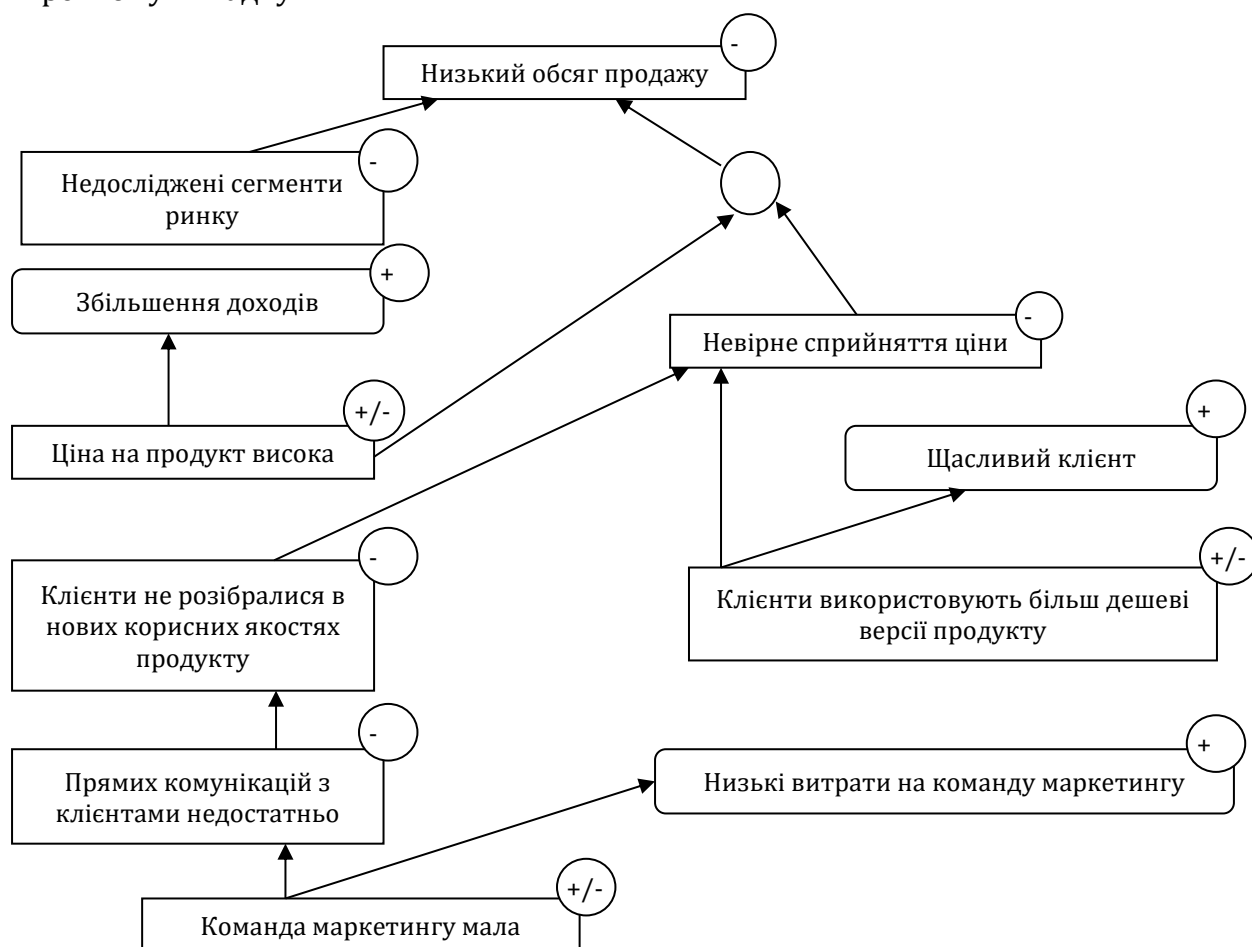 -
Низький обсяг продажу
-
Недосліджені сегменти
ринку
+
Збільшення доходів
-
Невірне сприйняття ціни
+/-
Ціна на продукт висока
+
Щасливий клієнт
-
Клієнти не розібралися в
нових корисних якостях
продукту
+/-
Клієнти використовують більш дешеві
версії продукту
-
Прямих комунікацій з
клієнтами недостатньо
+
Низькі витрати на команду маркетингу
+/-
Команда маркетингу мала